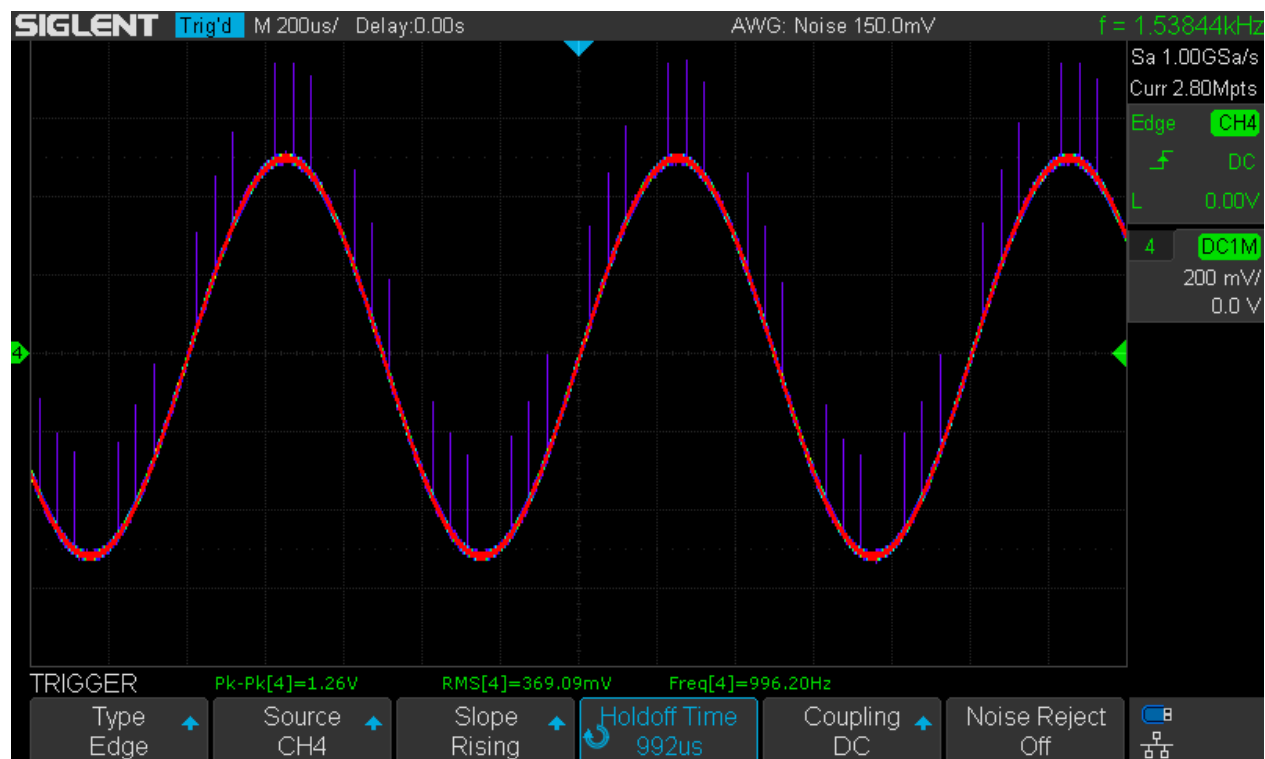 SIGLENT Trig'd M 200us/ Delay:0.00s AWG: Noise 150.0mV f = 1.53844kHz
Sa 1.00GSa/s
Curr 2.80Mpts
Edge CH4
DC
L 0.00V
4 DC1M
200 mV/
0.0 V
4
TRIGGER Pk-Pk[4]=1.26V RMS[4]=369.09mV Freq[4]=996.20Hz
Type Source Slope Holdoff Time Coupling Noise Reject
Edge CH4 Rising 992us DC Off